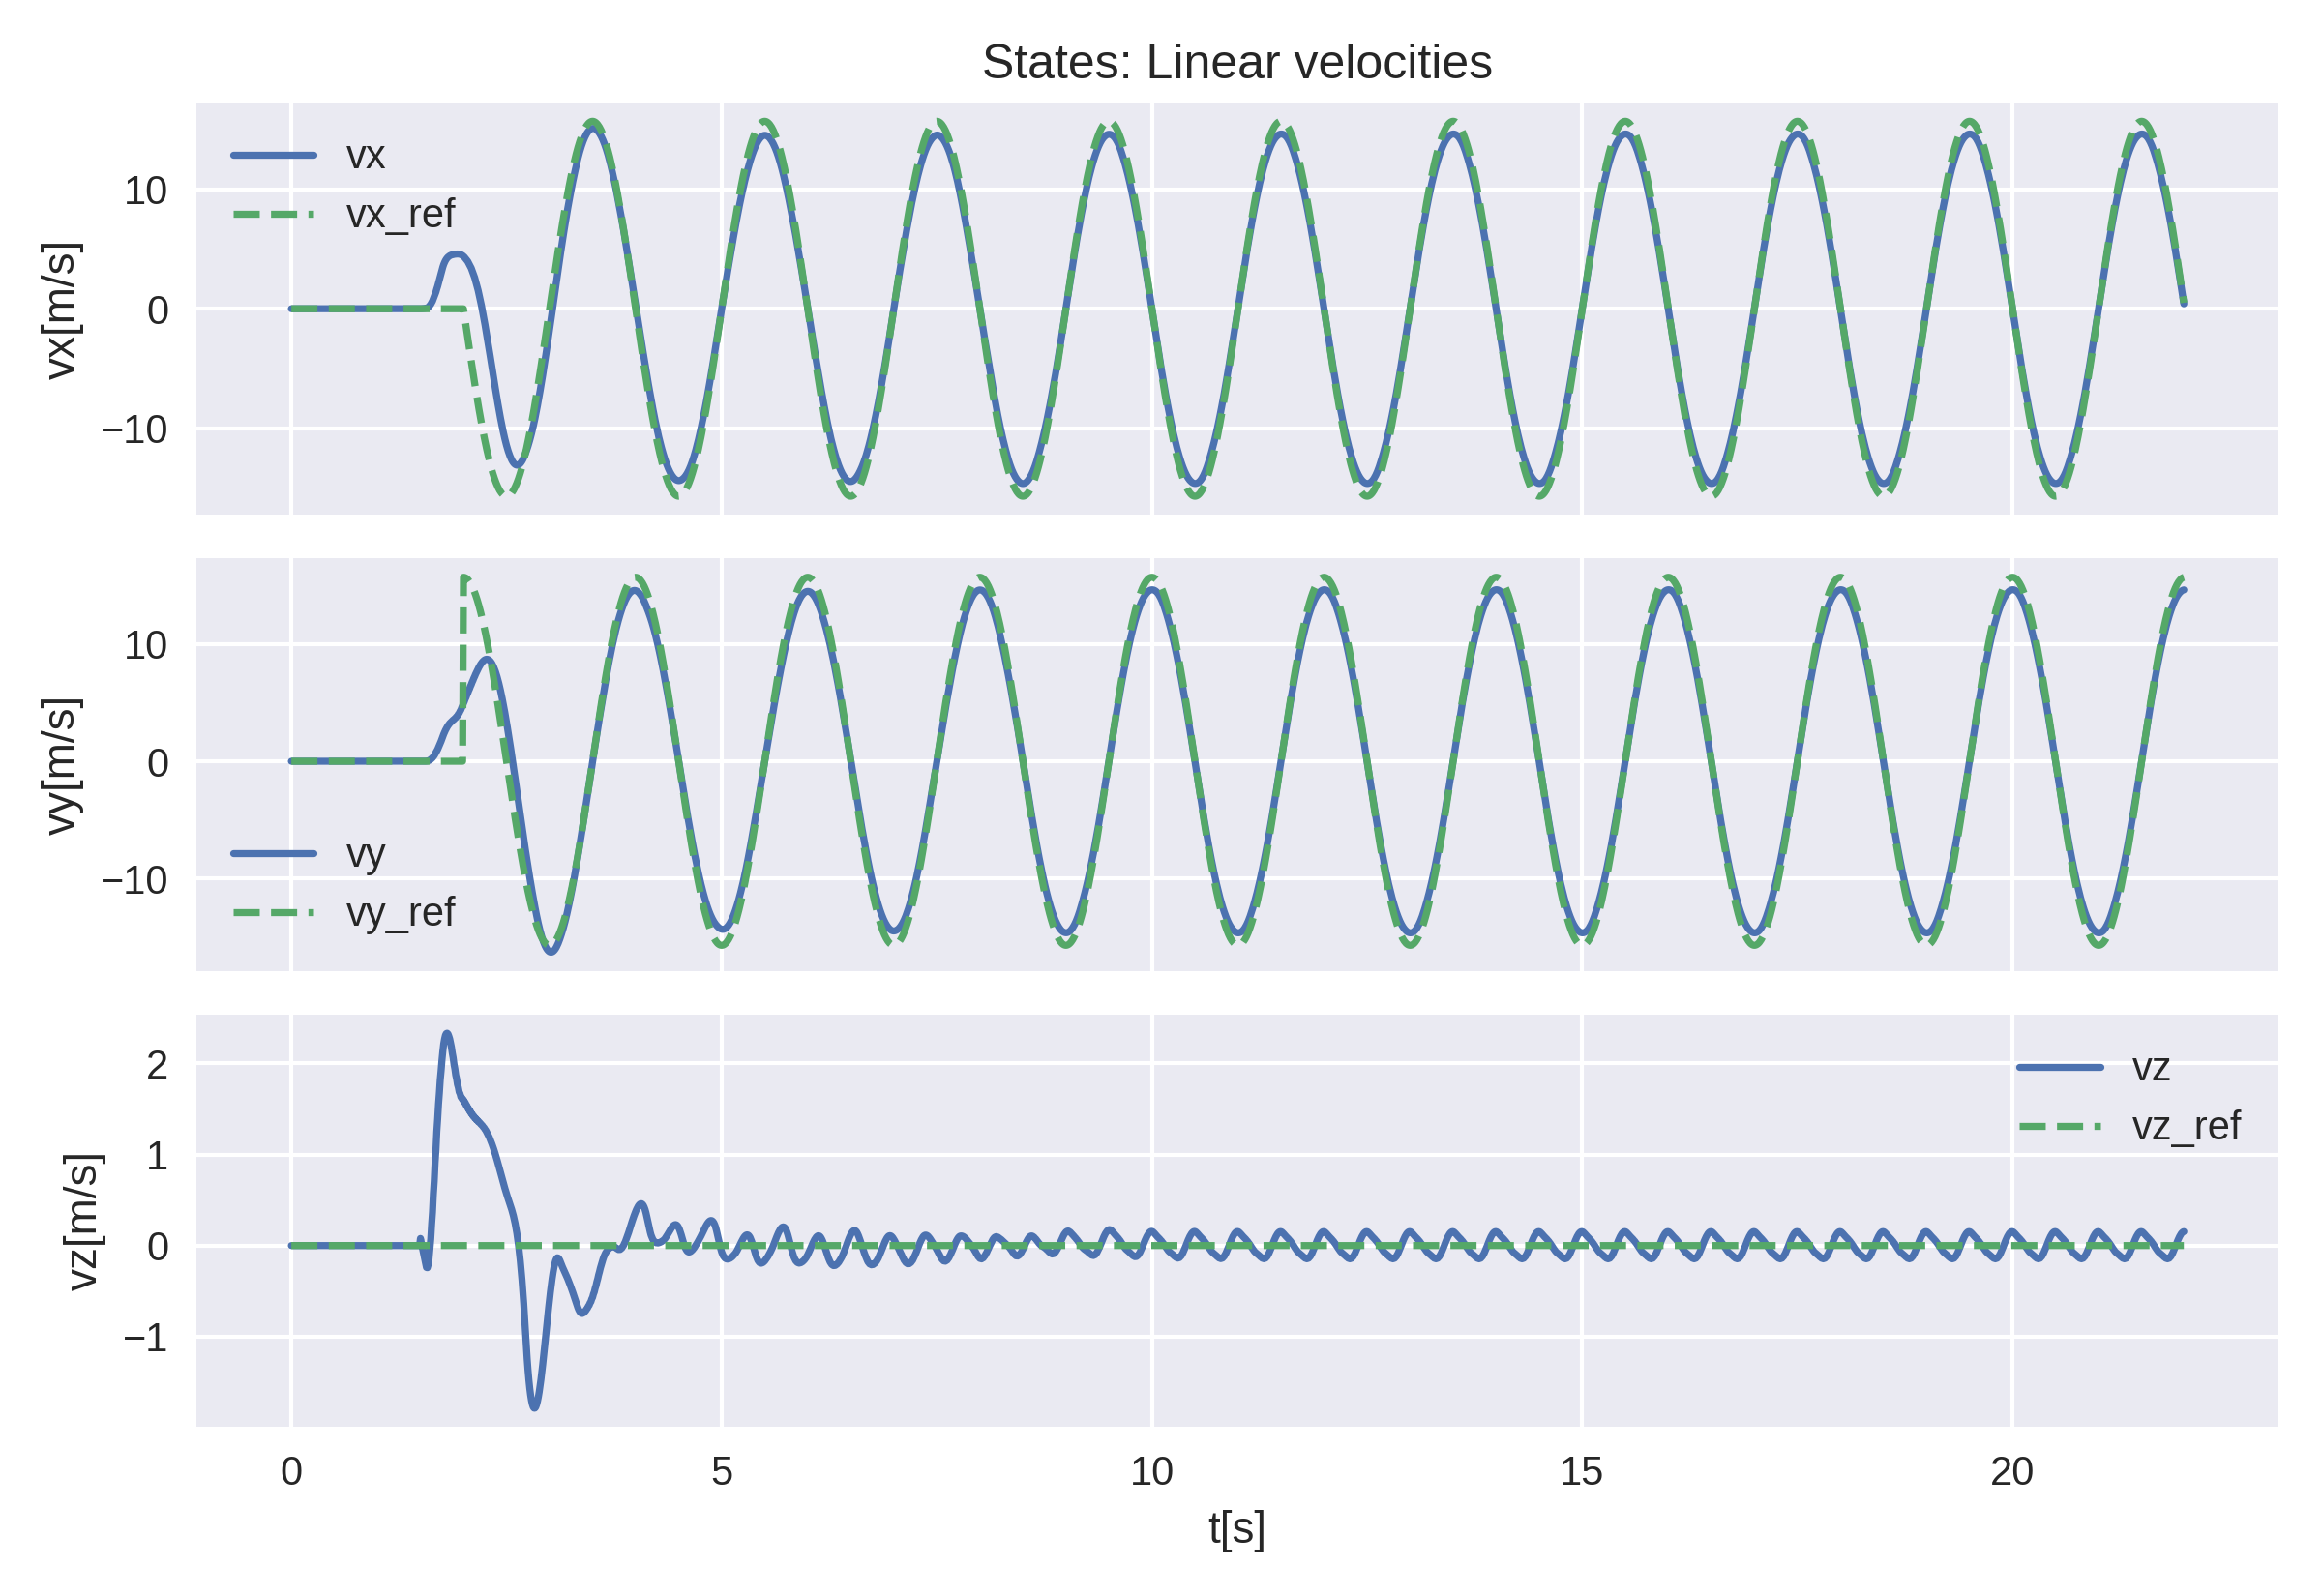 States: Linear velocities
vx
vx_ref
10
0
−10
vx[m/s]
10
0
−10
vy[m/s]
vy
vy_ref
2
1
0
−1
vz[m/s]
vz
vz_ref
0 5 10 15 20
t[s]